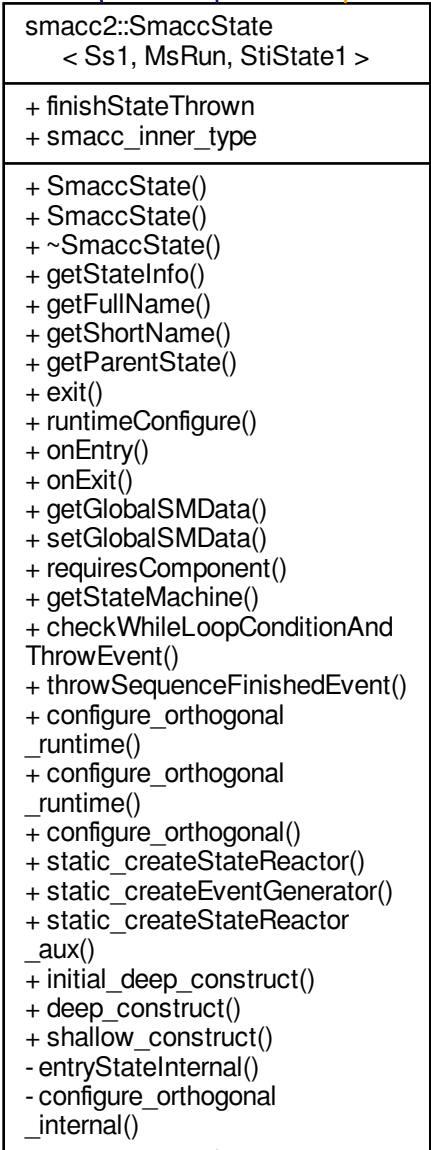 smacc2::SmaccState
< Ss1, MsRun, StiState1 >
+ finishStateThrown
+ smacc_inner_type
+ SmaccState()
+ SmaccState()
+ ~SmaccState()
+ getStateInfo()
+ getFullName()
+ getShortName()
+ getParentState()
+ exit()
+ runtimeConfigure()
+ onEntry()
+ onExit()
+ getGlobalSMData()
+ setGlobalSMData()
+ requiresComponent()
+ getStateMachine()
+ checkWhileLoopConditionAnd
ThrowEvent()
+ throwSequenceFinishedEvent()
+ configure_orthogonal
_runtime()
+ configure_orthogonal
_runtime()
+ configure_orthogonal()
+ static_createStateReactor()
+ static_createEventGenerator()
+ static_createStateReactor
_aux()
+ initial_deep_construct()
+ deep_construct()
+ shallow_construct()
- entryStateInternal()
- configure_orthogonal
_internal()